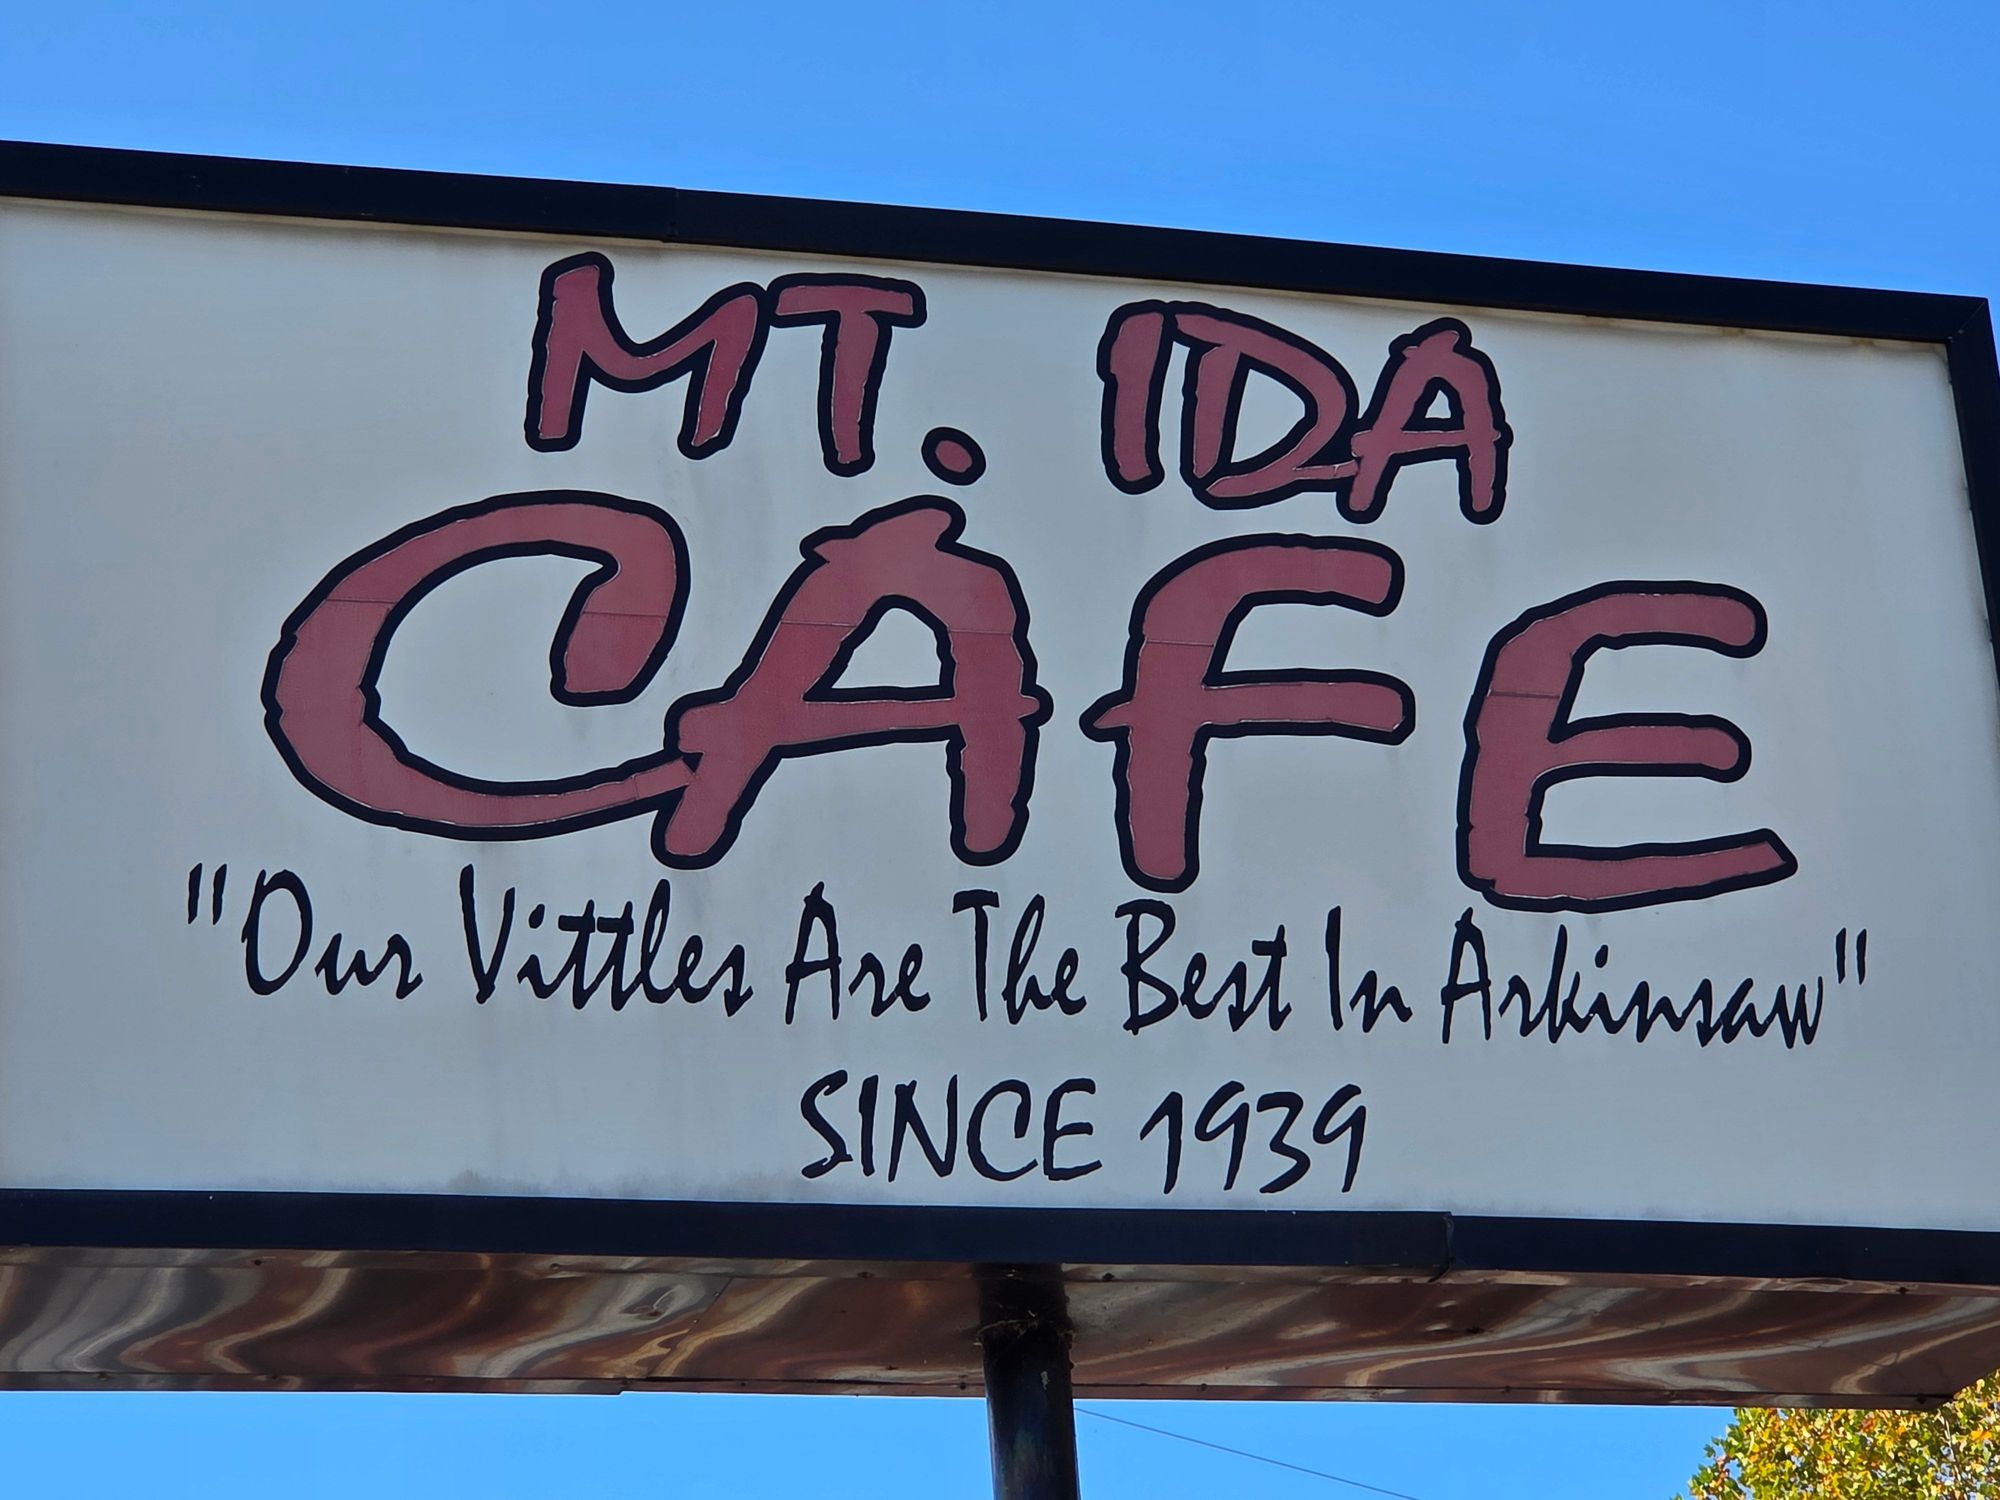 MT. IDA
CAFE
"Our Vittles Are The Best In Arkinsaw"
SINCE 1939